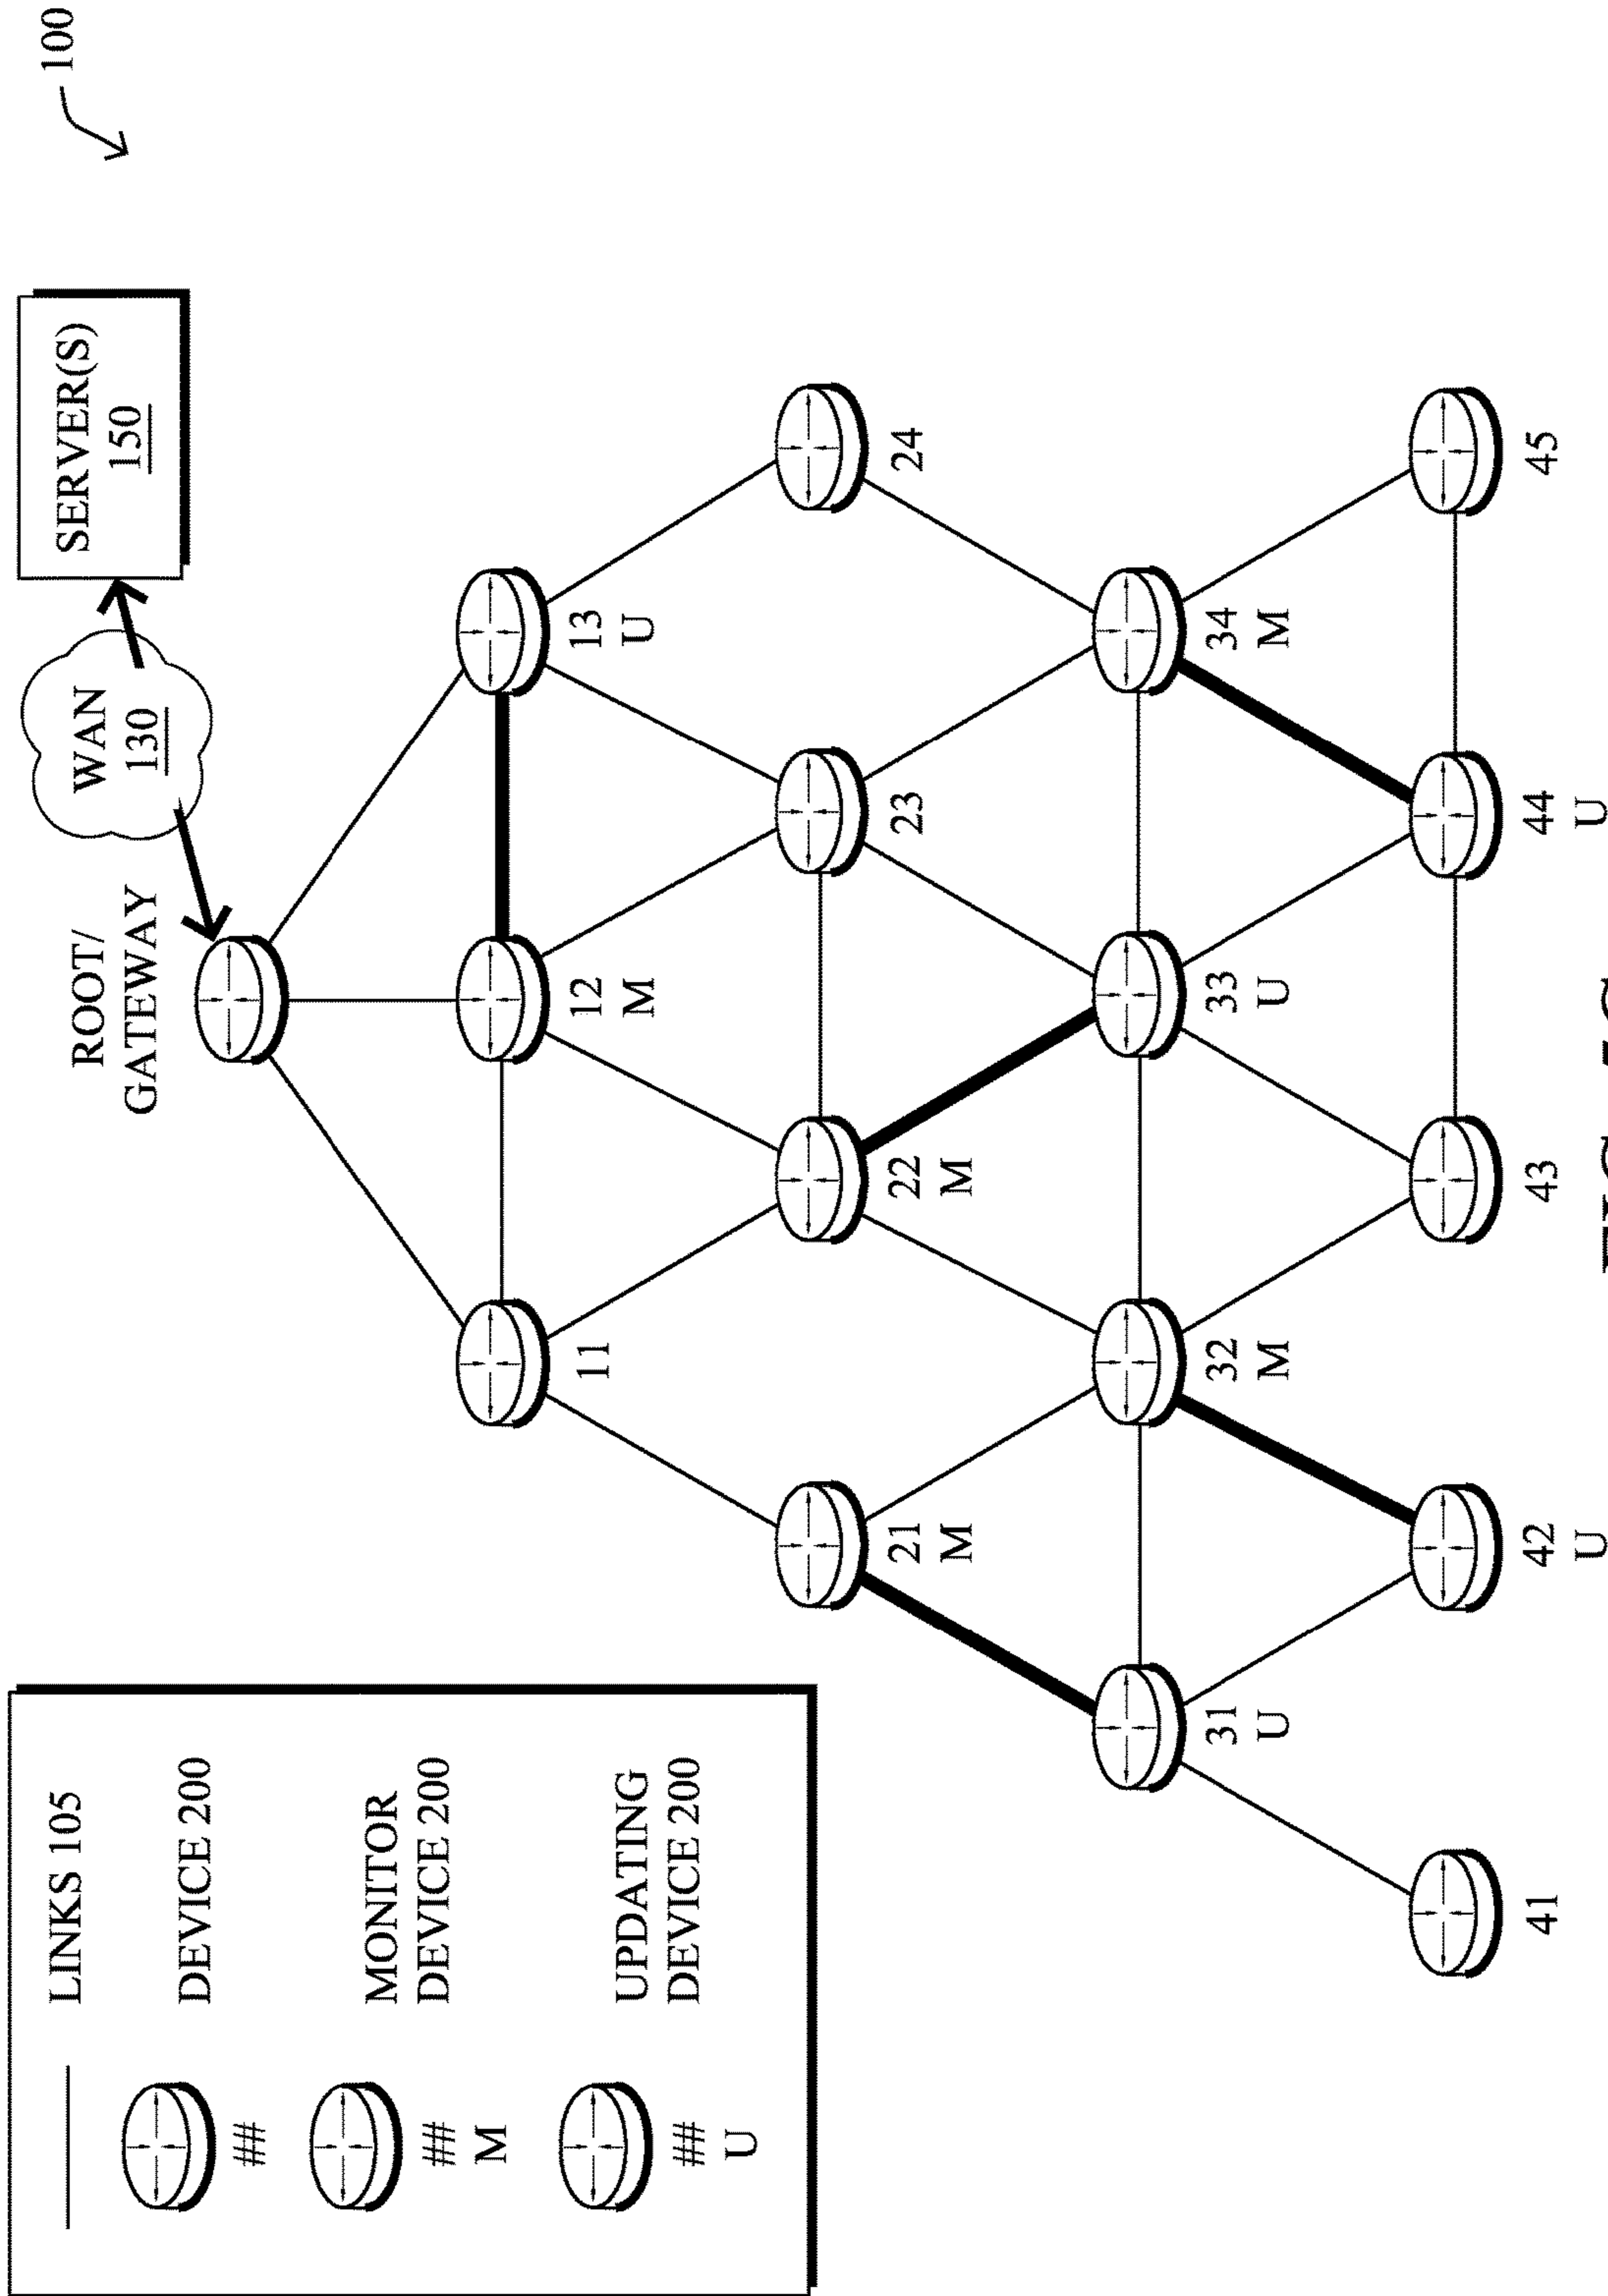 100
SERVER(S)
150
WAN
130
ROOT/
GATEWAY
LINKS 105
##
DEVICE 200
##
M
MONITOR
DEVICE 200
##
U
UPDATING
DEVICE 200
11
12
M
13
U
21
M
22
M
23
24
31
U
32
M
33
U
34
M
41
42
U
43
44
U
45